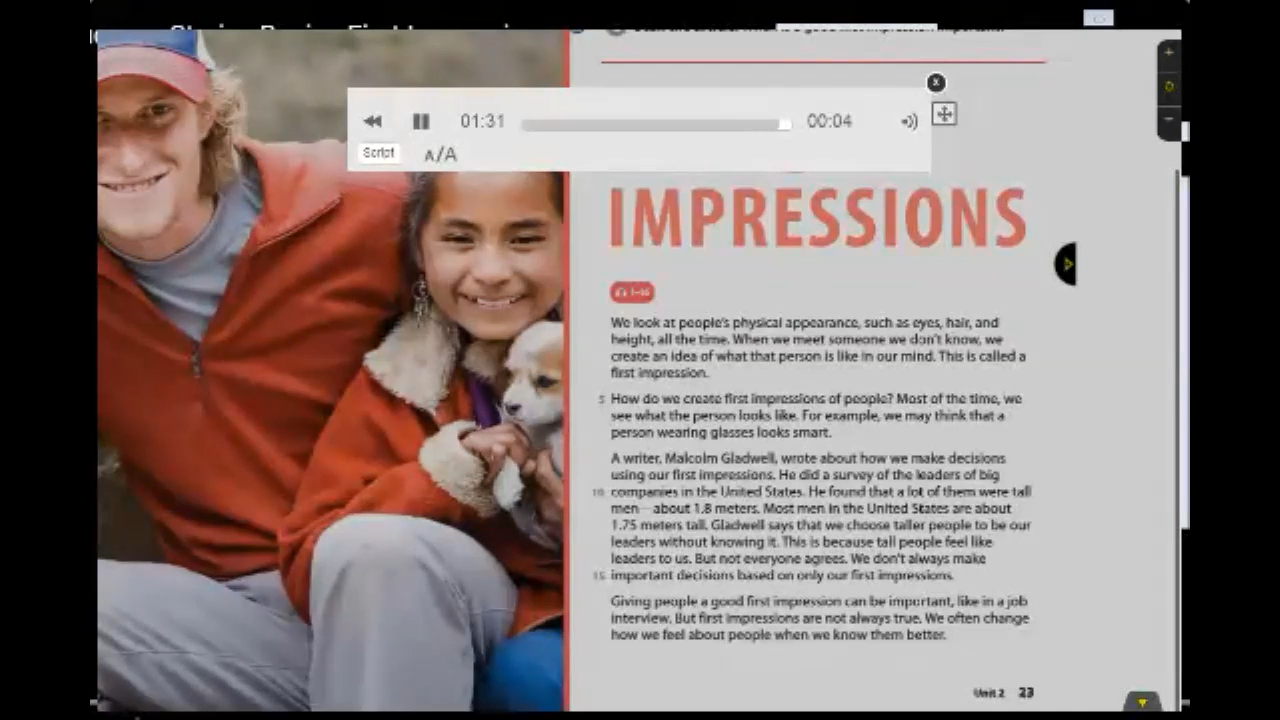 01:31
00:04
Script
A/A
IMPRESSIONS
1-16
We look at people's physical appearance, such as eyes, hair, and
height, all the time. When we meet someone we don't know, we
create an idea of what that person is like in our mind. This is called a
first impression.
5 How do we create first impressions of people? Most of the time, we
see what the person looks like. For example, we may think that a
person wearing glasses looks smart.
A writer, Malcolm Gladwell, wrote about how we make decisions
using our first impressions. He did a survey of the leaders of big
10 companies in the United States. He found that a lot of them were tall
men—about 1.8 meters. Most men in the United States are about
1.75 meters tall. Gladwell says that we choose taller people to be our
leaders without knowing it. This is because tall people feel like
leaders to us. But not everyone agrees. We don't always make
15 important decisions based on only our first impressions.
Giving people a good first impression can be important, like in a job
interview. But first impressions are not always true. We often change
how we feel about people when we know them better.
Unit 2 23